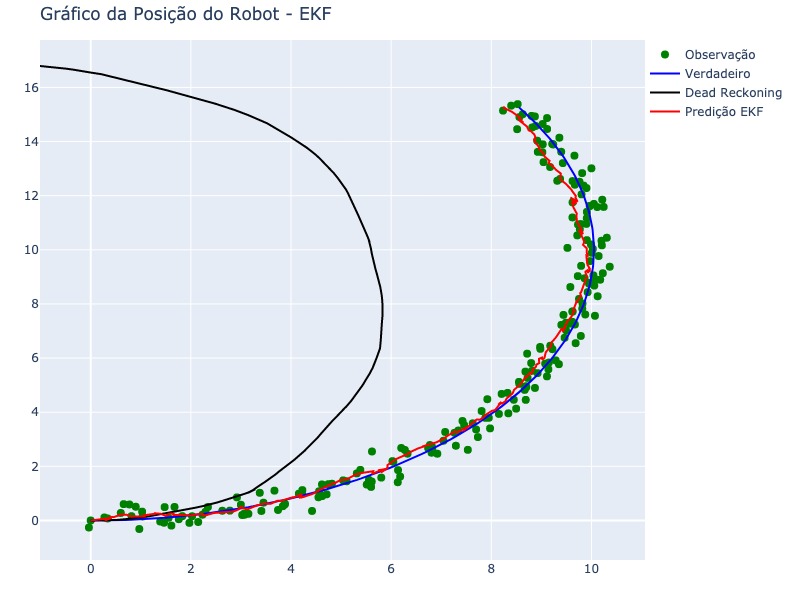 Gráfico da Posição do Robot - EKF
Observação
Verdadeiro
Dead Reckoning
Predição EKF
16
14
12
10
8
6
4
2
0
0 2 4 6 8 10